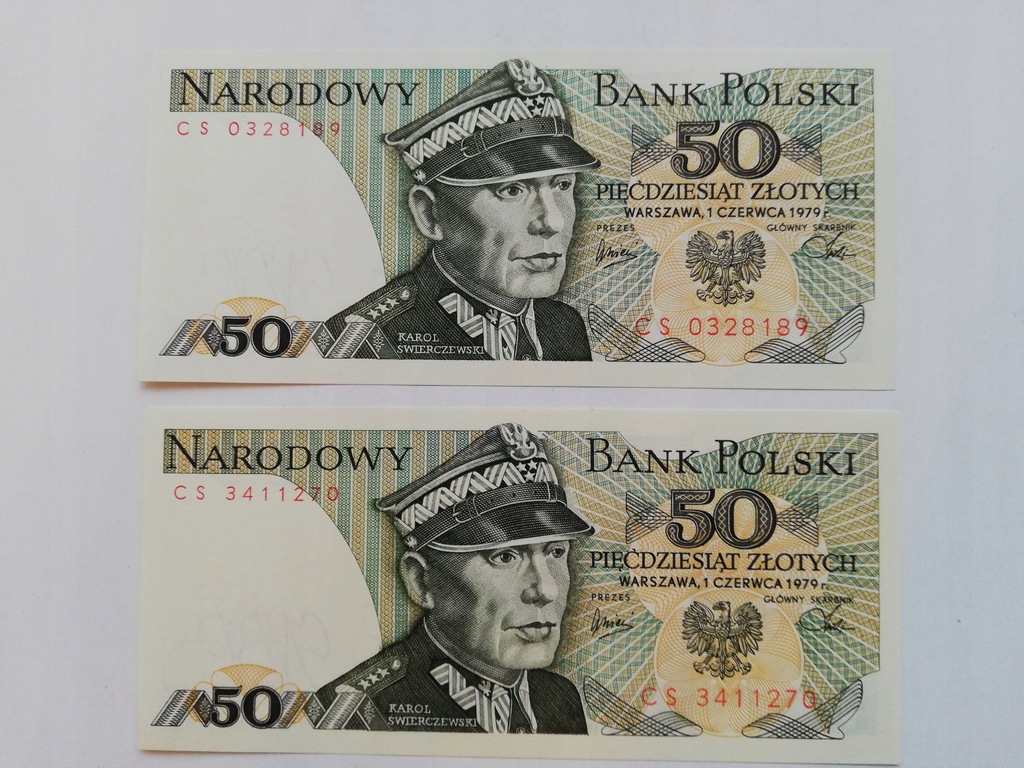 NARODOWY BANK POLSKI
CS 0328189
50
PIĘĆDZIESIĄT ZŁOTYCH
WARSZAWA, 1 CZERWCA 1979 r.
PREZES GŁÓWNY SKARBNIK
CS 0328189
50
KAROL
ŚWIERCZEWSKI
NARODOWY BANK POLSKI
CS 3411270
50
PIĘĆDZIESIĄT ZŁOTYCH
WARSZAWA, 1 CZERWCA 1979 r.
PREZES GŁÓWNY SKARBNIK
CS 3411270
50
KAROL
ŚWIERCZEWSKI